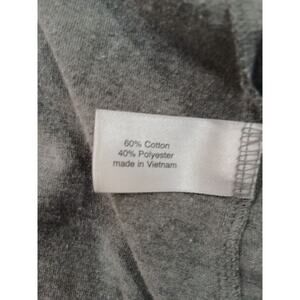 60% Cotton
40% Polyester
made in Vietnam